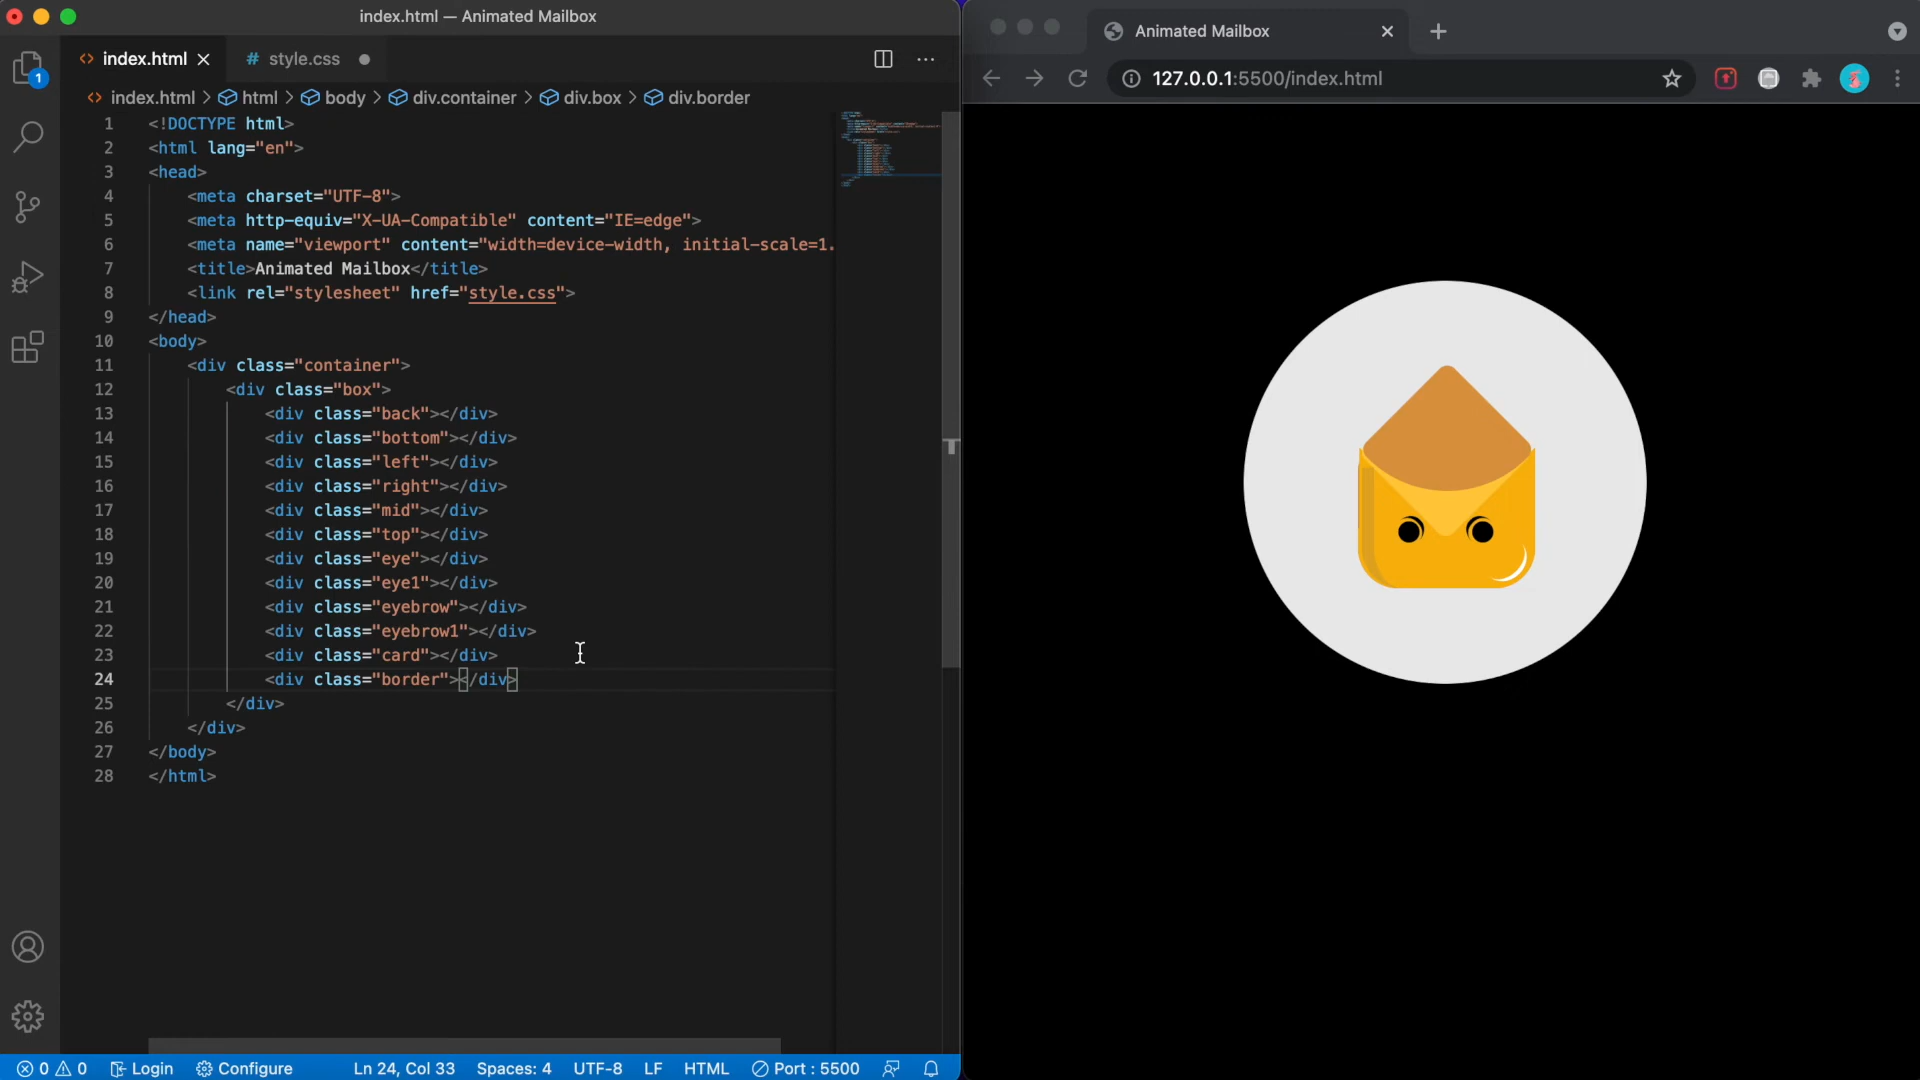 index.html — Animated Mailbox
index.html
# style.css
index.html > html > body > div.container > div.box > div.border
1 <!DOCTYPE html>
2 <html lang="en">
3 <head>
4 <meta charset="UTF-8">
5 <meta http-equiv="X-UA-Compatible" content="IE=edge">
6 <meta name="viewport" content="width=device-width, initial-scale=1.
7 <title>Animated Mailbox</title>
8 <link rel="stylesheet" href="style.css">
9 </head>
10 <body>
11 <div class="container">
12 <div class="box">
13 <div class="back"></div>
14 <div class="bottom"></div>
15 <div class="left"></div>
16 <div class="right"></div>
17 <div class="mid"></div>
18 <div class="top"></div>
19 <div class="eye"></div>
20 <div class="eye1"></div>
21 <div class="eyebrow"></div>
22 <div class="eyebrow1"></div>
23 <div class="card"></div>
24 <div class="border"></div>
25 </div>
26 </div>
27 </body>
28 </html>
1
0 0 Login Configure Ln 24, Col 33 Spaces: 4 UTF-8 LF HTML Port : 5500
Animated Mailbox
127.0.0.1:5500/index.html